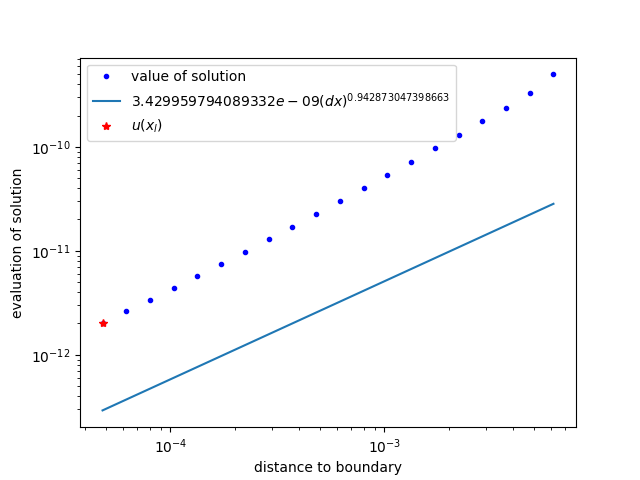 value of solution
3.429959794089332e − 09(dx)^0.942873047398663
u(x_l)
10^−10
10^−11
10^−12
evaluation of solution
10^−4
10^−3
distance to boundary